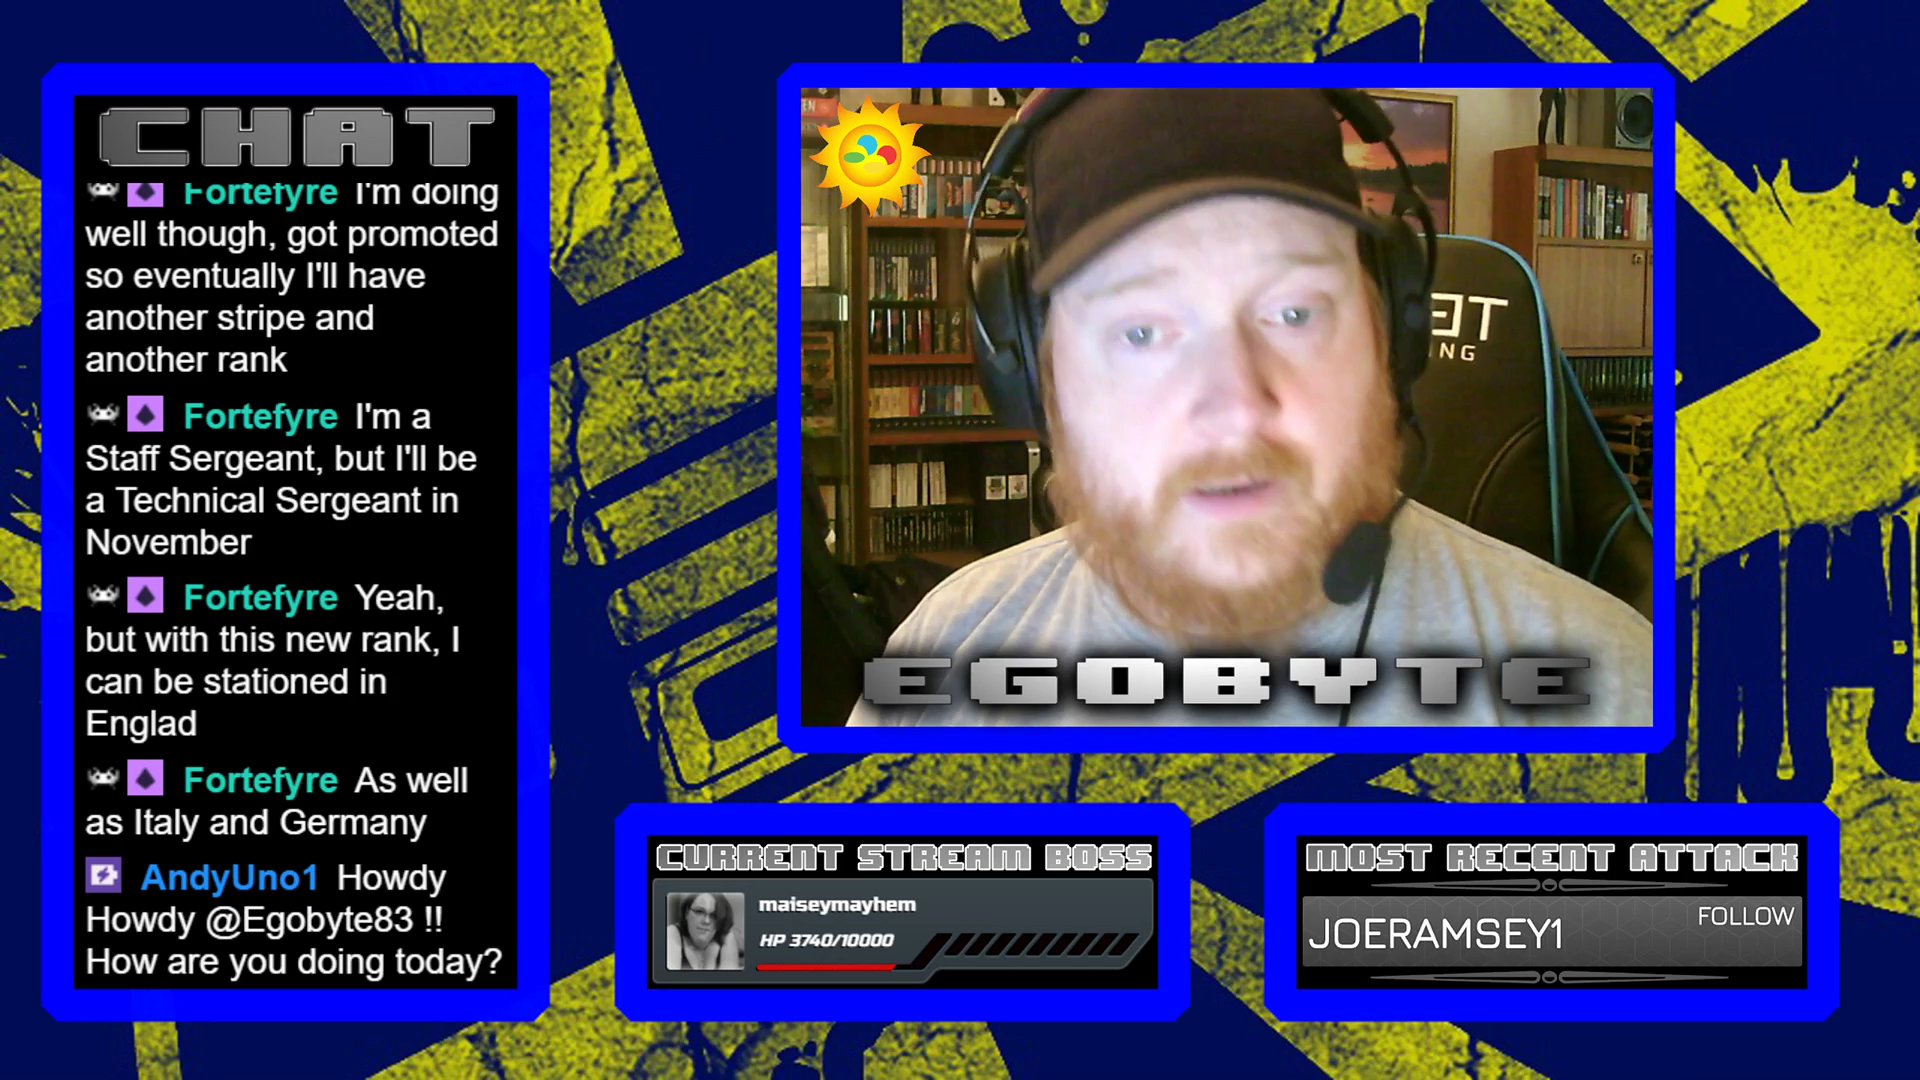 CHAT
Fortefyre I'm doing
well though, got promoted
so eventually I'll have
another stripe and
another rank
Fortefyre I'm a
Staff Sergeant, but I'll be
a Technical Sergeant in
November
Fortefyre Yeah,
but with this new rank, I
can be stationed in
Englad
Fortefyre As well
as Italy and Germany
AndyUno1 Howdy
Howdy @Egobyte83 !!
How are you doing today?
EGOBYTE
CURRENT STREAM BOSS
maiseymayhem
HP 3740/10000
MOST RECENT ATTACK
JOERAMSEY1
FOLLOW